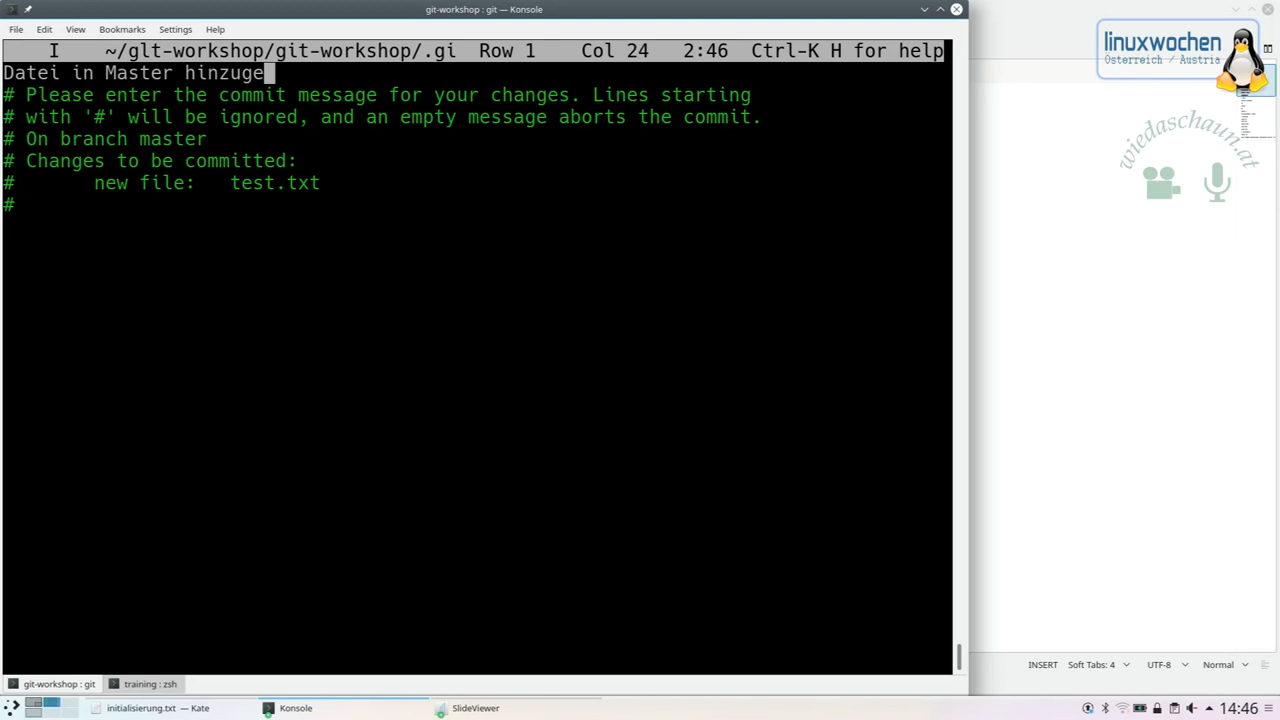 git-workshop : git — Konsole
File Edit View Bookmarks Settings Help
I ~/glt-workshop/git-workshop/.gi Row 1 Col 24 2:46 Ctrl-K H for help
Datei in Master hinzuge
# Please enter the commit message for your changes. Lines starting
# with '#' will be ignored, and an empty message aborts the commit.
# On branch master
# Changes to be committed:
# new file: test.txt
#
linuxwochen
Österreich / Austria
wiedaschaun.at
INSERT Soft Tabs: 4 UTF-8 Normal
git-workshop : git training : zsh
initialisierung.txt — Kate Konsole SlideViewer 14:46